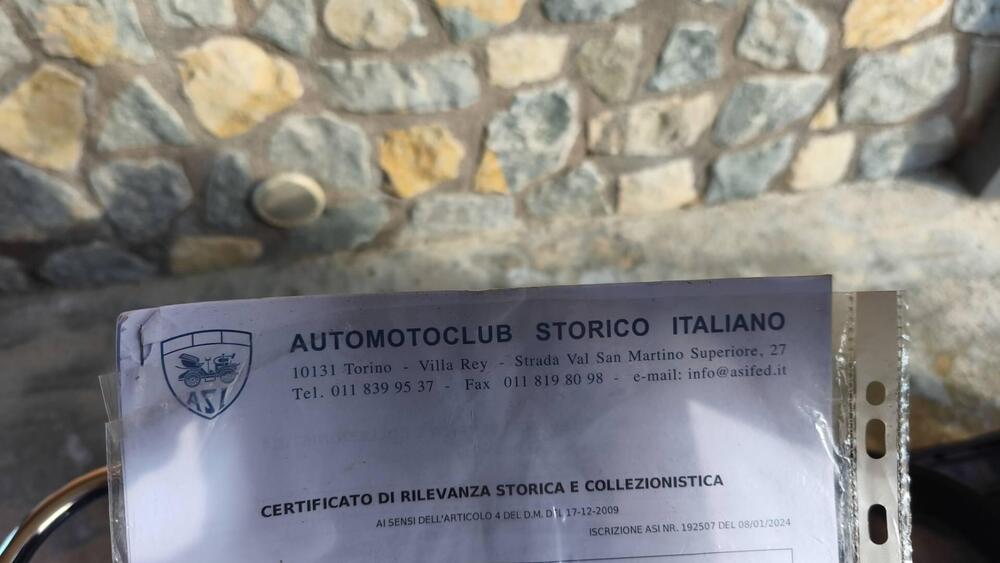 AUTOMOTOCLUB STORICO ITALIANO
10131 Torino - Villa Rey - Strada Val San Martino Superiore, 27
Tel. 011 839 95 37 - Fax 011 819 80 98 - e-mail: info@asifed.it
ASI
CERTIFICATO DI RILEVANZA STORICA E COLLEZIONISTICA
AI SENSI DELL'ARTICOLO 4 DEL D.M. DEL 17-12-2009
ISCRIZIONE ASI NR. 192507 DEL 08/01/2024